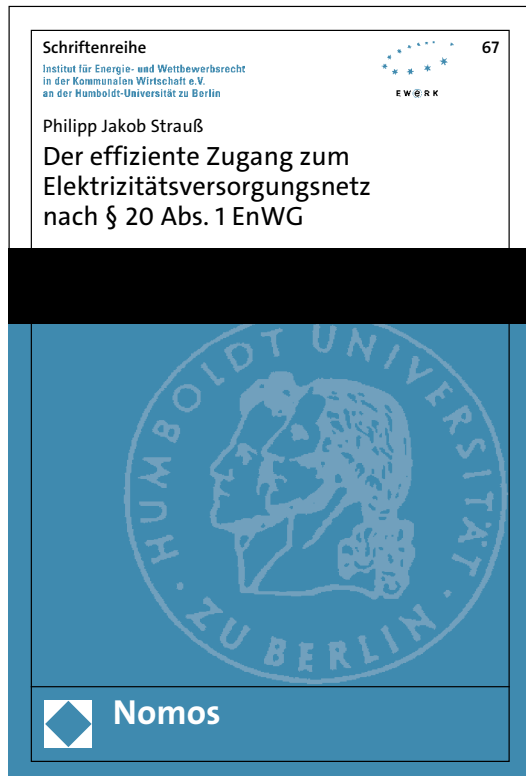 Schriftenreihe
67
Institut für Energie- und Wettbewerbsrecht
in der Kommunalen Wirtschaft e.V.
an der Humboldt-Universität zu Berlin
EWeRK
Philipp Jakob Strauß
Der effiziente Zugang zum
Elektrizitätsversorgungsnetz
nach § 20 Abs. 1 EnWG
HUMBOLDT UNIVERSITÄT
· ZU BERLIN ·
Nomos